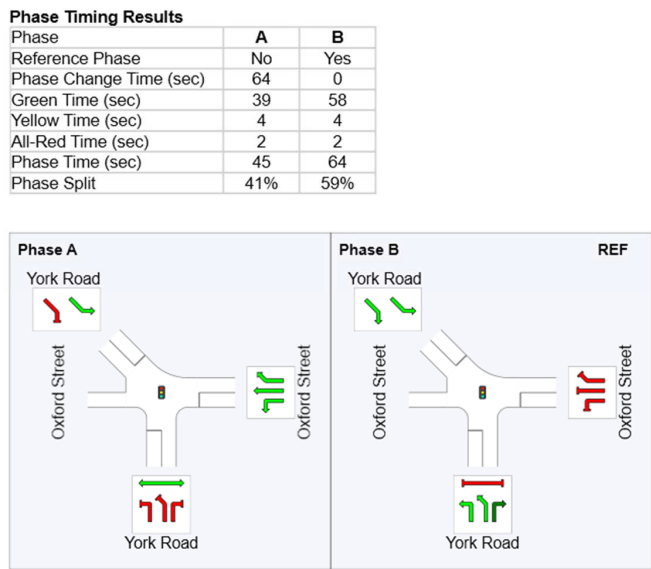 Phase Timing Results
Phase A B
Reference Phase No Yes
Phase Change Time (sec) 64 0
Green Time (sec) 39 58
Yellow Time (sec) 4 4
All-Red Time (sec) 2 2
Phase Time (sec) 45 64
Phase Split 41% 59%
Phase A
York Road
Oxford Street
Oxford Street
York Road
Phase B REF
York Road
Oxford Street
Oxford Street
York Road